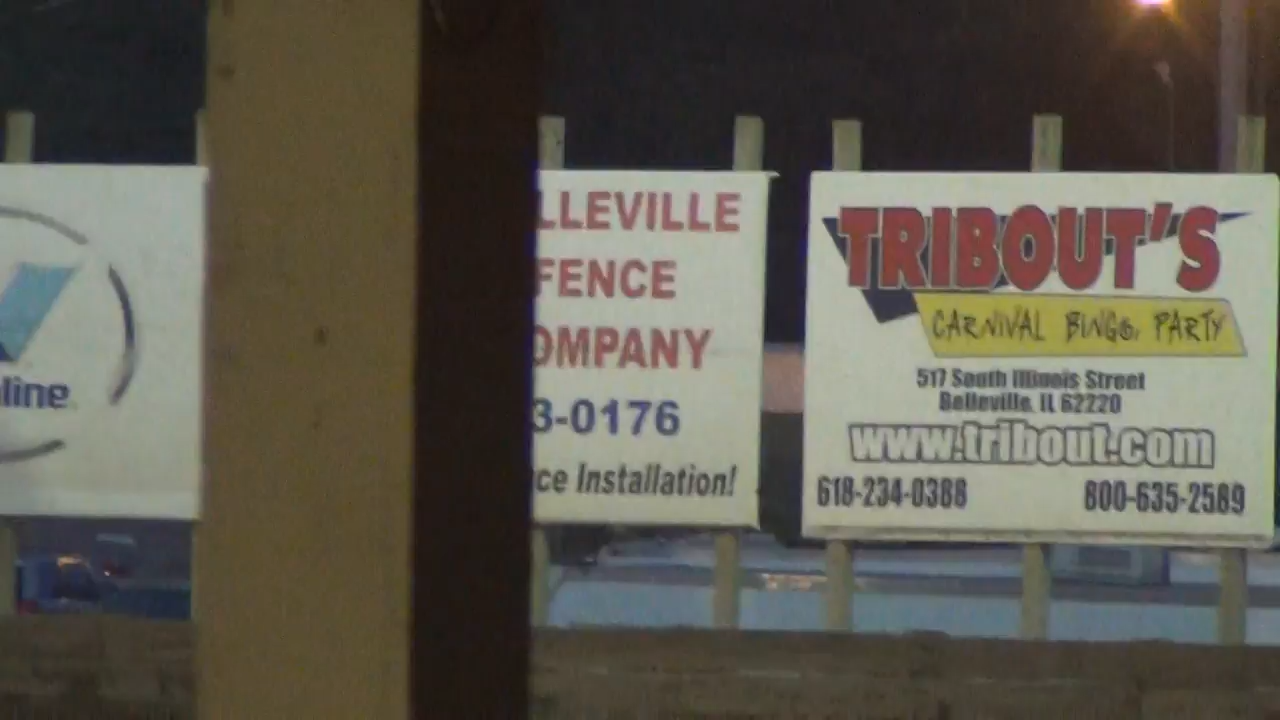 line
LLEVILLE
FENCE
OMPANY
3-0176
ce Installation!
TRIBOUT'S
CARNIVAL BINGO, PARTY
517 South Illinois Street
Belleville, IL 62220
www.tribout.com
618-234-0388 800-635-2589